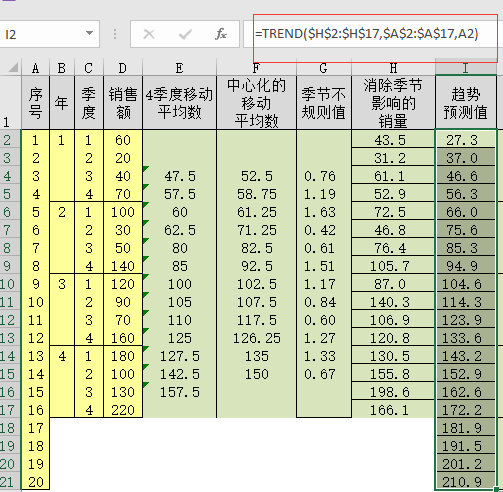 I2 fx =TREND($H$2:$H$17,$A$2:$A$17,A2)
A B C D E F G H I
1 序号 年 季度 销售额 4季度移动平均数 中心化的移动平均数 季节不规则值 消除季节影响的销量 趋势预测值
2 1 1 1 60 43.5 27.3
3 2 2 20 31.2 37.0
4 3 3 40 47.5 52.5 0.76 61.1 46.6
5 4 4 70 57.5 58.75 1.19 52.9 56.3
6 5 2 1 100 60 61.25 1.63 72.5 66.0
7 6 2 30 62.5 71.25 0.42 46.8 75.6
8 7 3 50 80 82.5 0.61 76.4 85.3
9 8 4 140 85 92.5 1.51 105.7 94.9
10 9 3 1 120 100 102.5 1.17 87.0 104.6
11 10 2 90 105 107.5 0.84 140.3 114.3
12 11 3 70 110 117.5 0.60 106.9 123.9
13 12 4 160 125 126.25 1.27 120.8 133.6
14 13 4 1 180 127.5 135 1.33 130.5 143.2
15 14 2 100 142.5 150 0.67 155.8 152.9
16 15 3 130 157.5 198.6 162.6
17 16 4 220 166.1 172.2
18 17 181.9
19 18 191.5
20 19 201.2
21 20 210.9